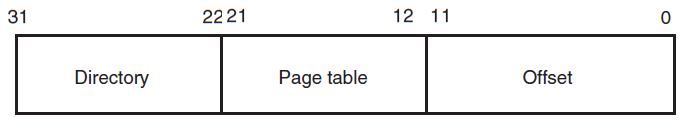 31 22 21 12 11 0
Directory Page table Offset